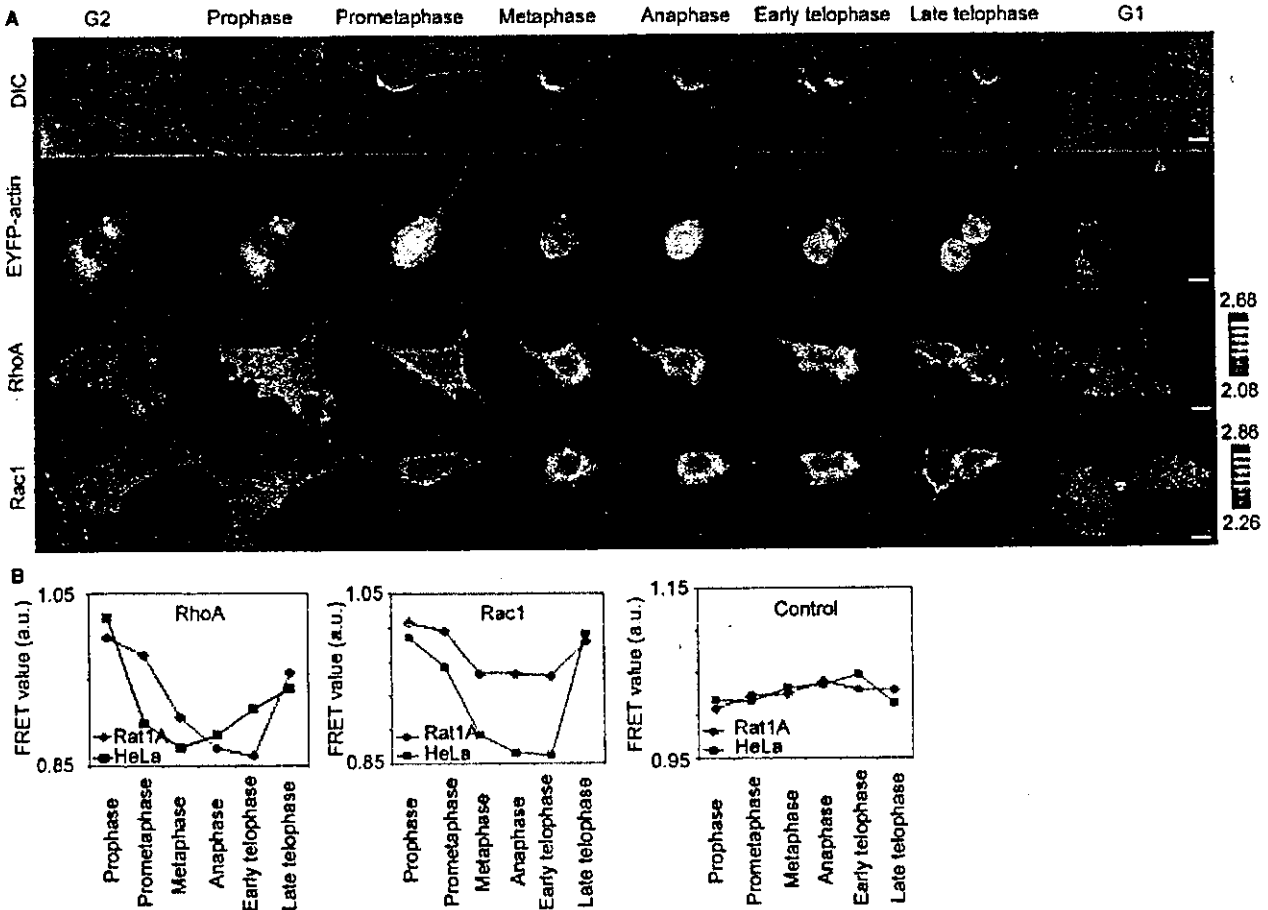 A
G2 Prophase Prometaphase Metaphase Anaphase Early telophase Late telophase G1
DIC
EYFP-actin
RhoA
2.88
2.08
Rac1
2.86
2.26
B
1.05
RhoA
FRET value (a.u.)
Rat1A
HeLa
0.85
Prophase
Prometaphase
Metaphase
Anaphase
Early telophase
Late telophase
1.05
Rac1
FRET value (a.u.)
Rat1A
HeLa
0.85
Prophase
Prometaphase
Metaphase
Anaphase
Early telophase
Late telophase
1.15
Control
FRET value (a.u.)
Rat1A
HeLa
0.95
Prophase
Prometaphase
Metaphase
Anaphase
Early telophase
Late telophase